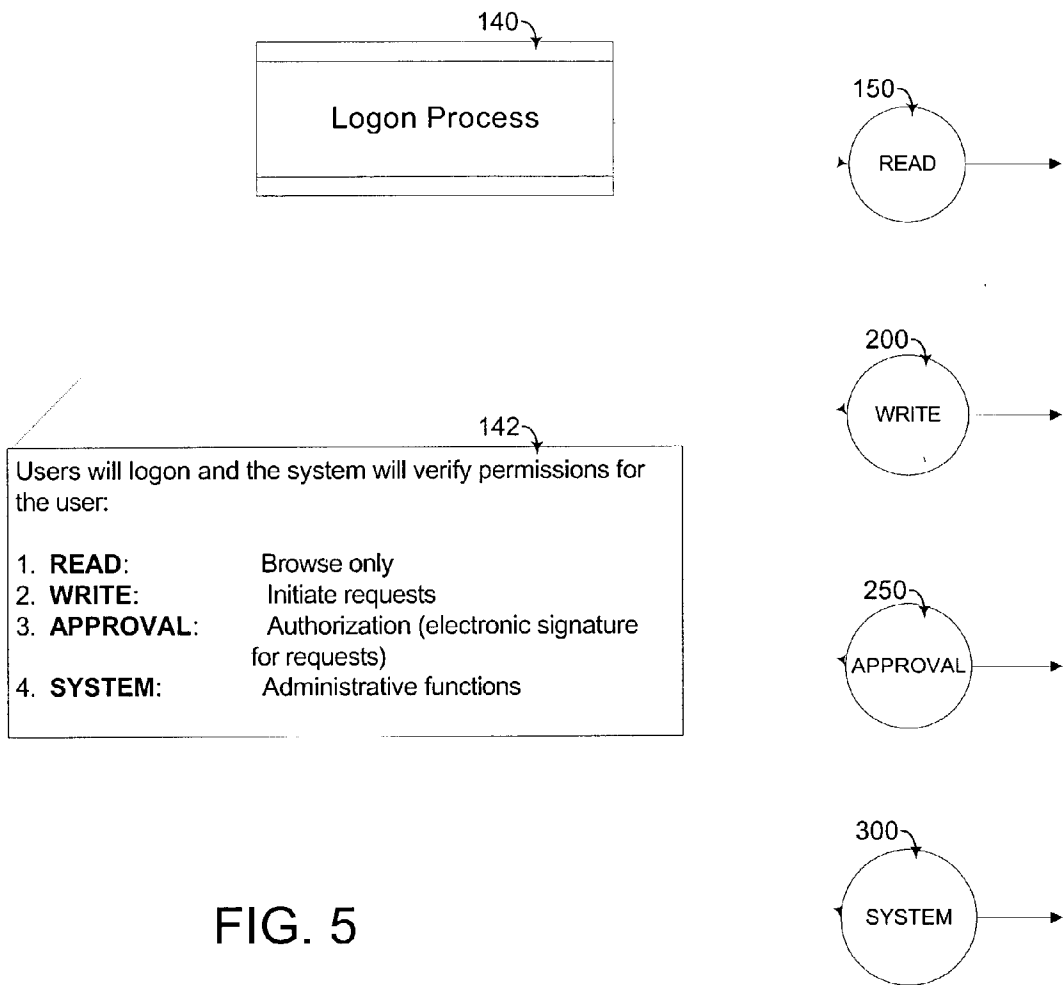 140
Logon Process
150
READ
200
WRITE
142
Users will logon and the system will verify permissions for
the user:
1. READ: Browse only
2. WRITE: Initiate requests
3. APPROVAL: Authorization (electronic signature
for requests)
4. SYSTEM: Administrative functions
250
APPROVAL
300
SYSTEM
FIG. 5